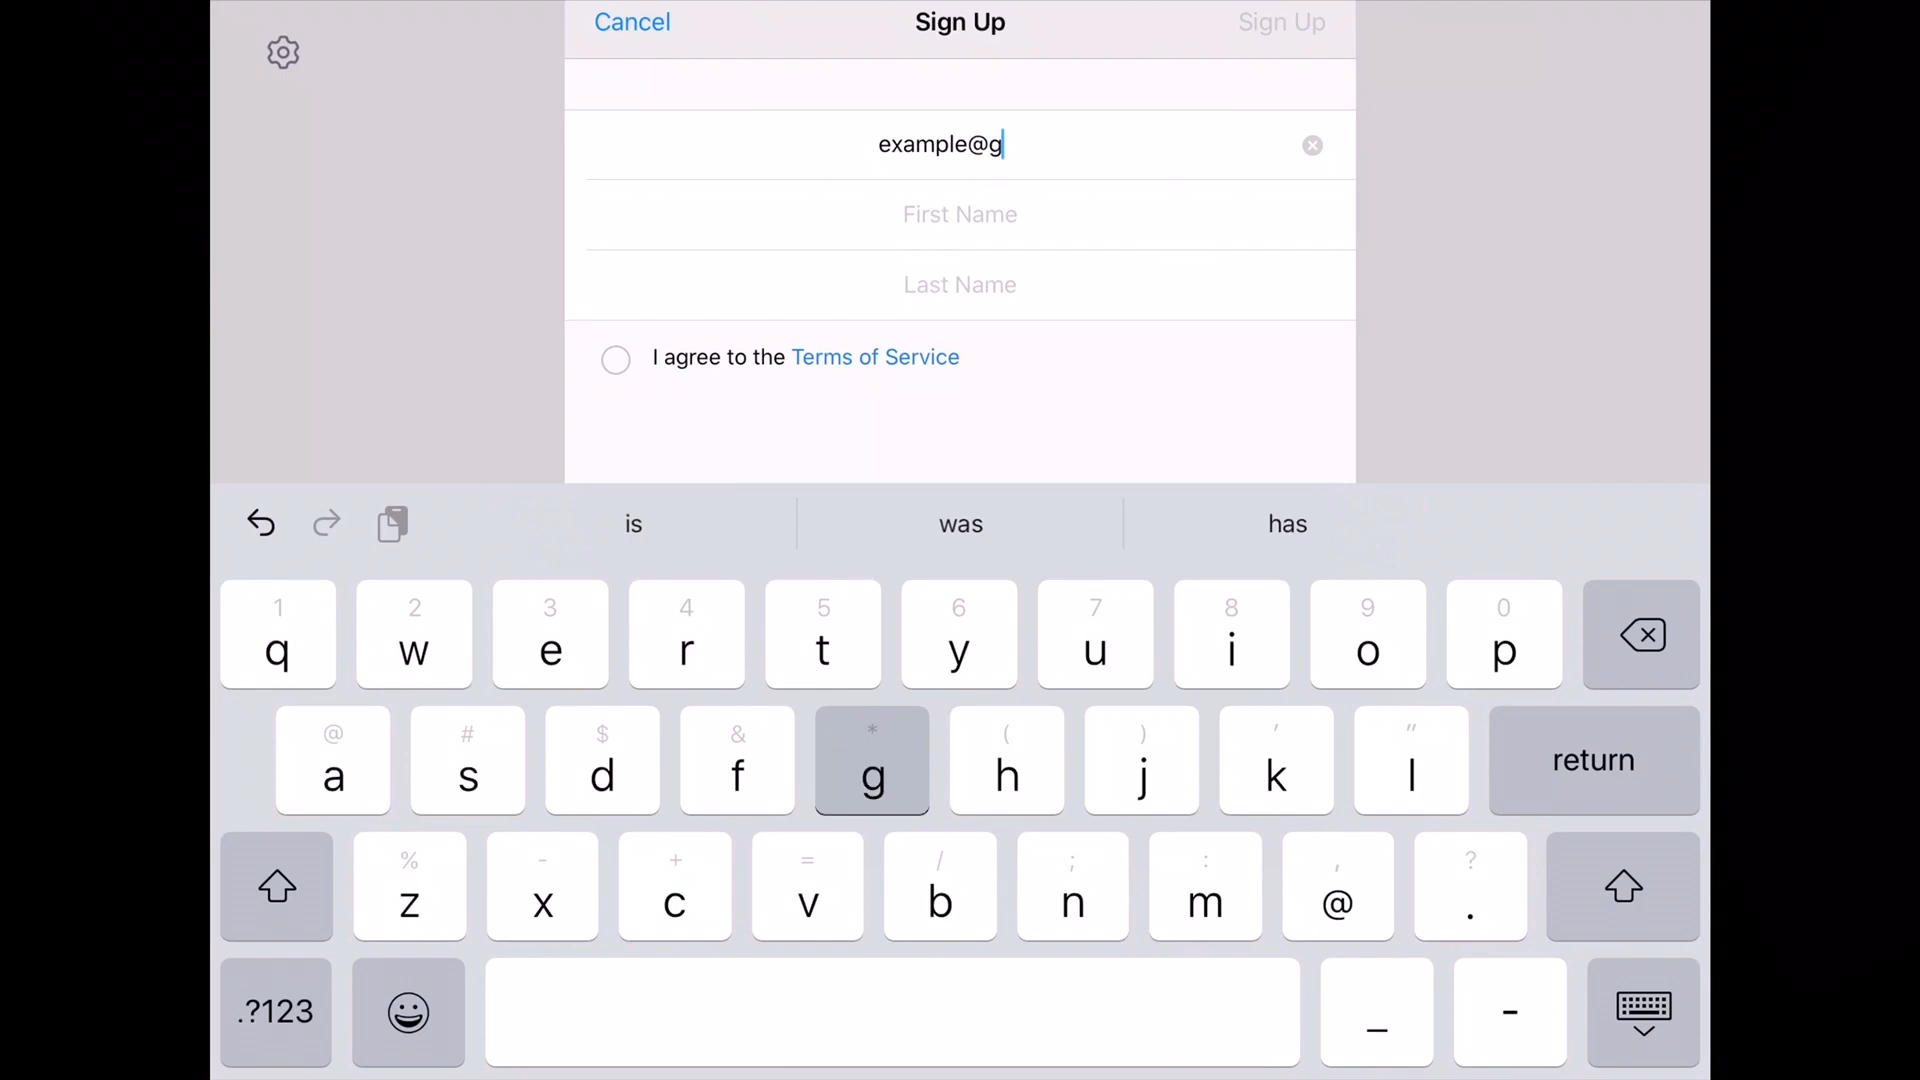 Cancel Sign Up Sign Up
example@g
First Name
Last Name
I agree to the Terms of Service
is was has
1 2 3 4 5 6 7 8 9 0
q w e r t y u i o p
@ # $ & * ( ) ' "
a s d f g h j k l return
% - + = / ; : , ?
z x c v b n m @ .
.?123 _ -